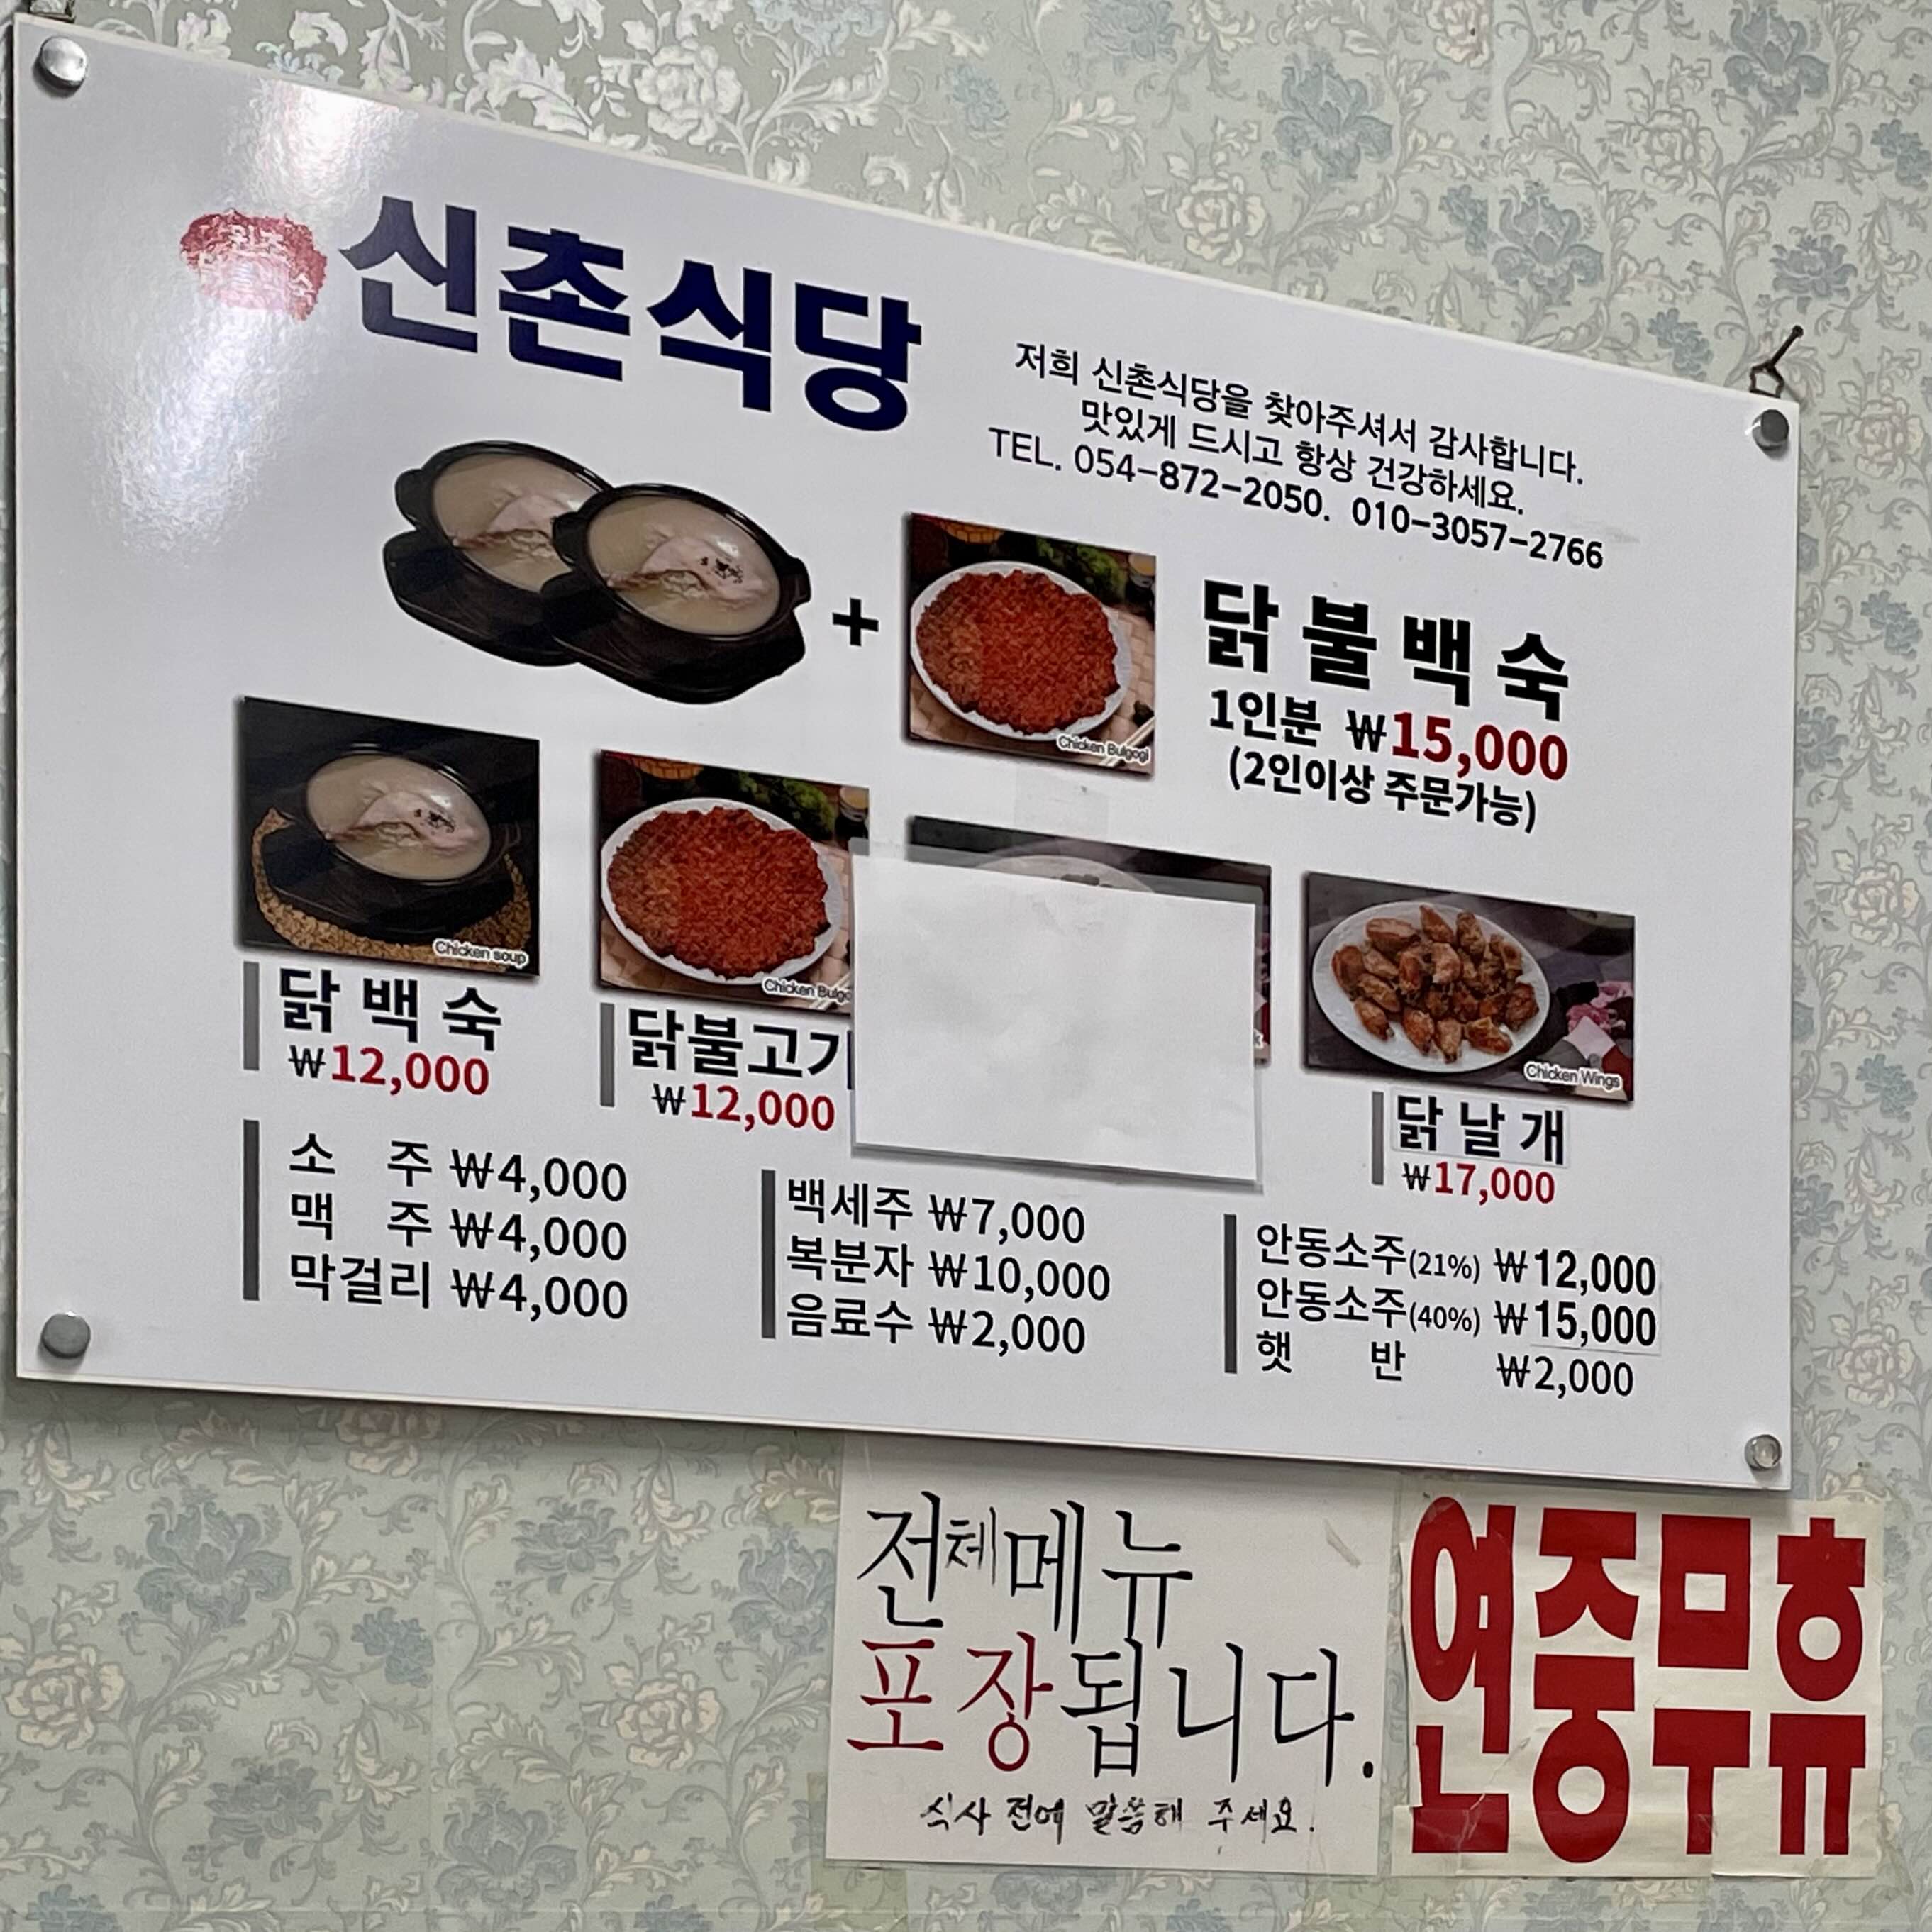 신촌식당
저희 신촌식당을 찾아주셔서 감사합니다.
맛있게 드시고 항상 건강하세요.
TEL. 054-872-2050. 010-3057-2766
+
Chicken Bulgogi
닭불백숙
1인분 ₩15,000
(2인이상 주문가능)
Chicken soup
닭백숙
₩12,000
Chicken Bulgo
닭불고기
₩12,000
Chicken Wings
닭날개
₩17,000
소 주 ₩4,000
맥 주 ₩4,000
막걸리 ₩4,000
백세주 ₩7,000
복분자 ₩10,000
음료수 ₩2,000
안동소주(21%) ₩12,000
안동소주(40%) ₩15,000
햇 반 ₩2,000
전체메뉴
포장됩니다.
식사 전에 말씀해 주세요.
연중무휴